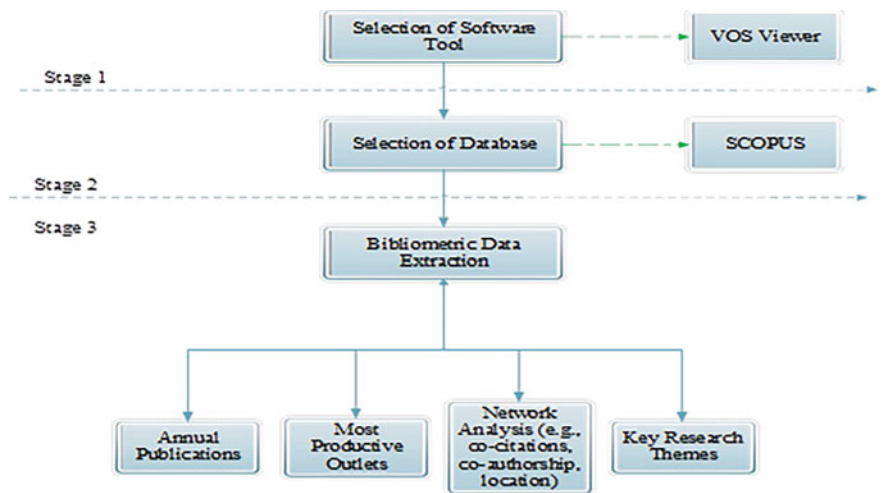 Selection of Software
Tool
VOS Viewer
Stage 1
Selection of Database
SCOPUS
Stage 2
Stage 3
Bibliometric Data
Extraction
Annual
Publications
Most
Productive
Outlets
Network
Analysis (e.g.,
co-citations,
co-authorship,
location)
Key Research
Themes